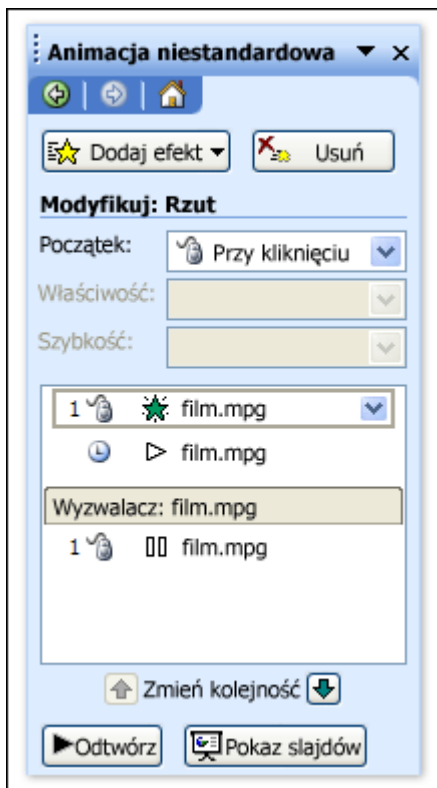 Animacja niestandardowa
Dodaj efekt
Usuń
Modyfikuj: Rzut
Początek: Przy kliknięciu
Właściwość:
Szybkość:
1 film.mpg
film.mpg
Wyzwalacz: film.mpg
1 film.mpg
Zmień kolejność
Odtwórz Pokaz slajdów